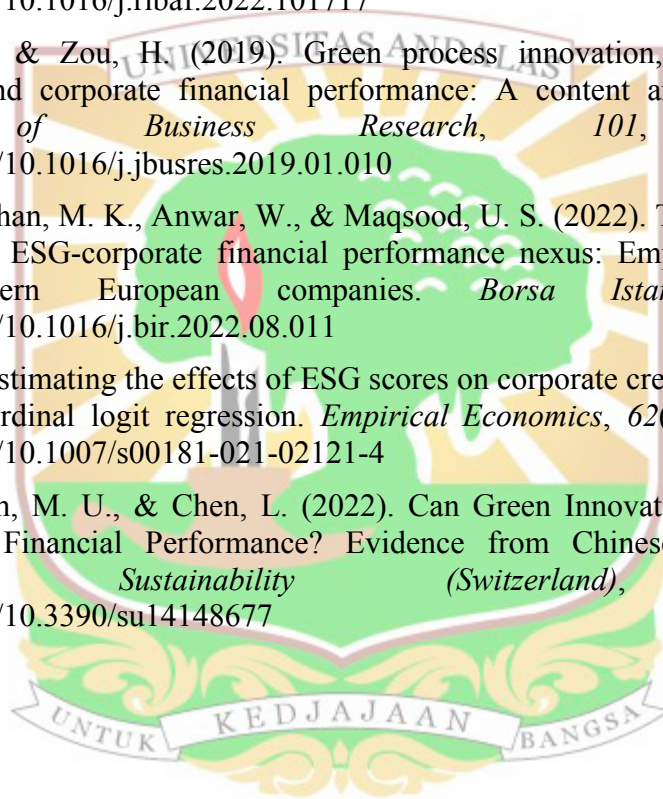 /10.1016/j.ribaf.2022.101717
UNIVERSITAS ANDALAS
& Zou, H. (2019). Green process innovation,
nd corporate financial performance: A content a
of Business Research, 101,
/10.1016/j.jbusres.2019.01.010
han, M. K., Anwar, W., & Maqsood, U. S. (2022). T
ESG-corporate financial performance nexus: Emp
ern European companies. Borsa Istan
/10.1016/j.bir.2022.08.011
stimating the effects of ESG scores on corporate cre
rdinal logit regression. Empirical Economics, 62(
/10.1007/s00181-021-02121-4
n, M. U., & Chen, L. (2022). Can Green Innovat
Financial Performance? Evidence from Chinese
Sustainability (Switzerland),
/10.3390/su14148677
UNTUK KEDJAJAAN BANGSA